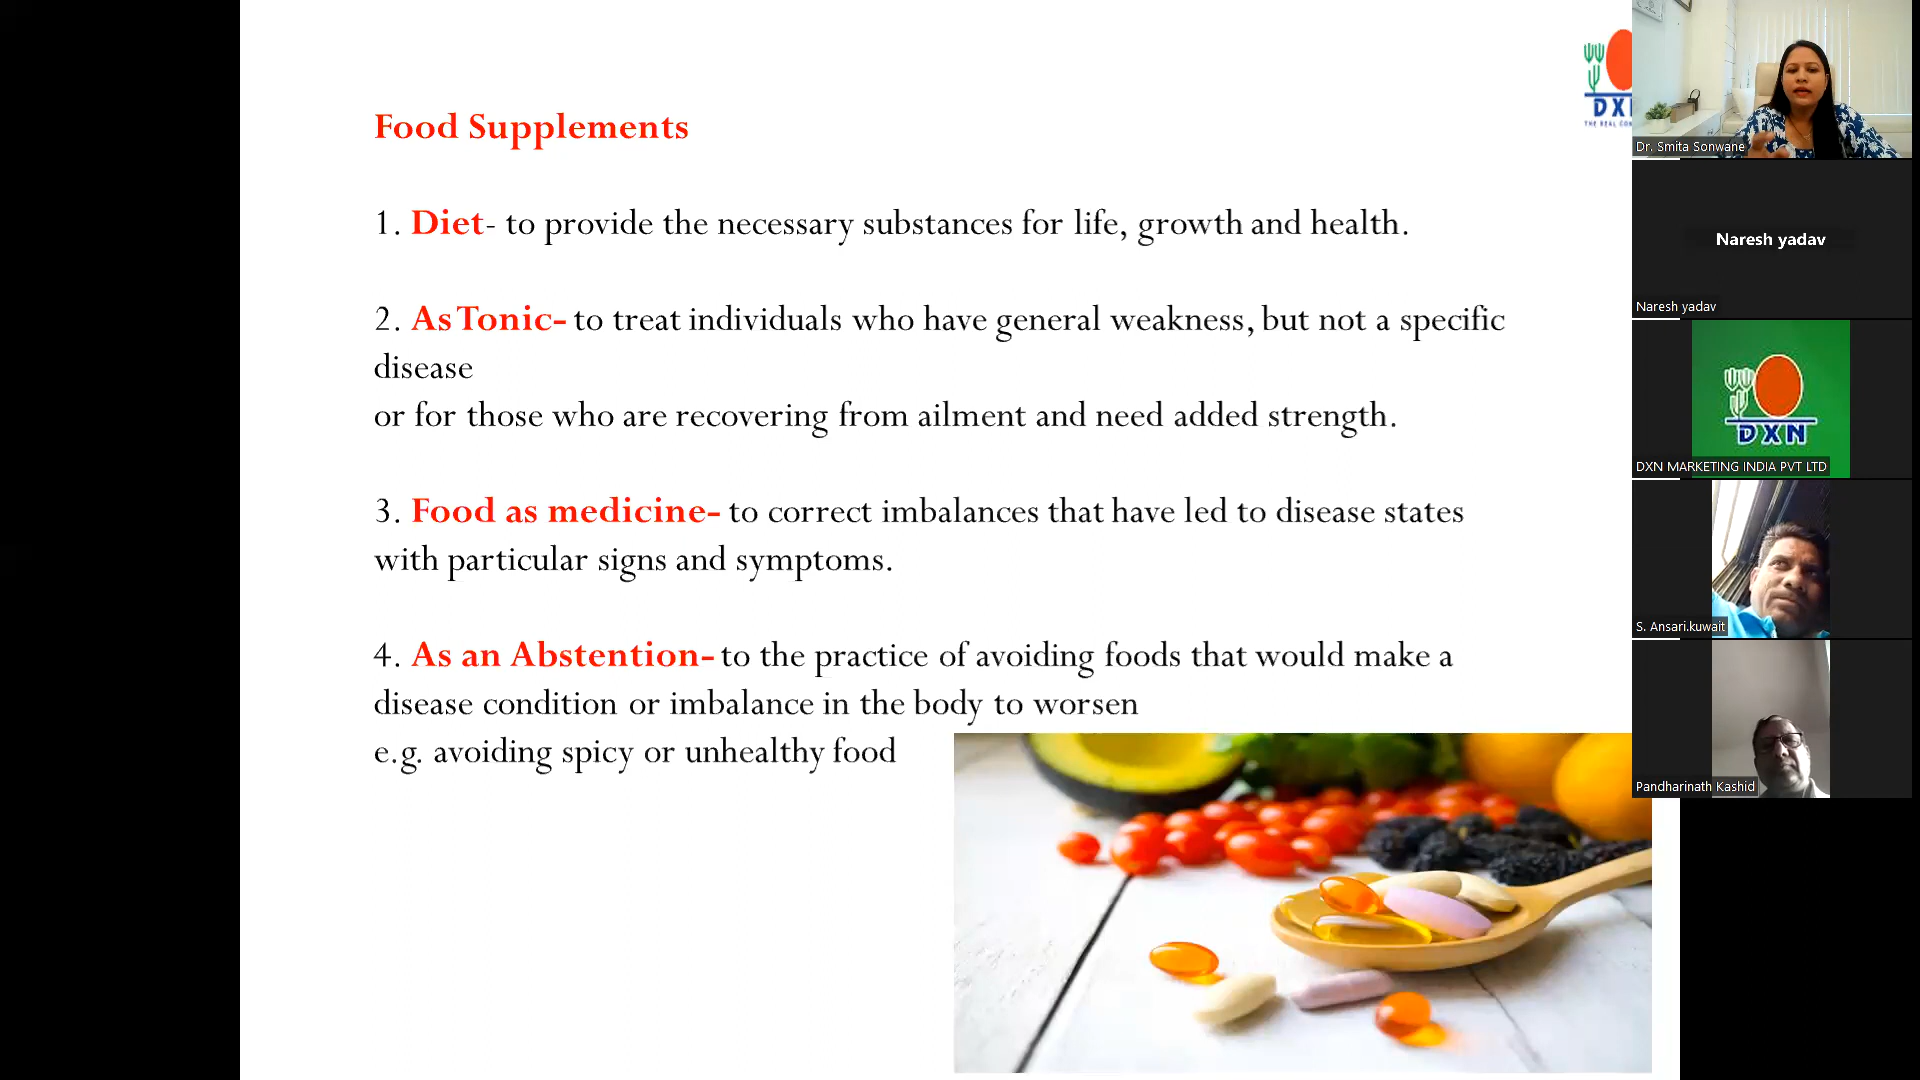 Food Supplements
1. Diet- to provide the necessary substances for life, growth and health.
2. As Tonic- to treat individuals who have general weakness, but not a specific
disease
or for those who are recovering from ailment and need added strength.
3. Food as medicine- to correct imbalances that have led to disease states
with particular signs and symptoms.
4. As an Abstention- to the practice of avoiding foods that would make a
disease condition or imbalance in the body to worsen
e.g. avoiding spicy or unhealthy food
DX
THE REAL
Dr. Smita Sonwane
Naresh yadav
Naresh yadav
DXN
DXN MARKETING INDIA PVT LTD
S. Ansari.kuwait
Pandharinath Kashid